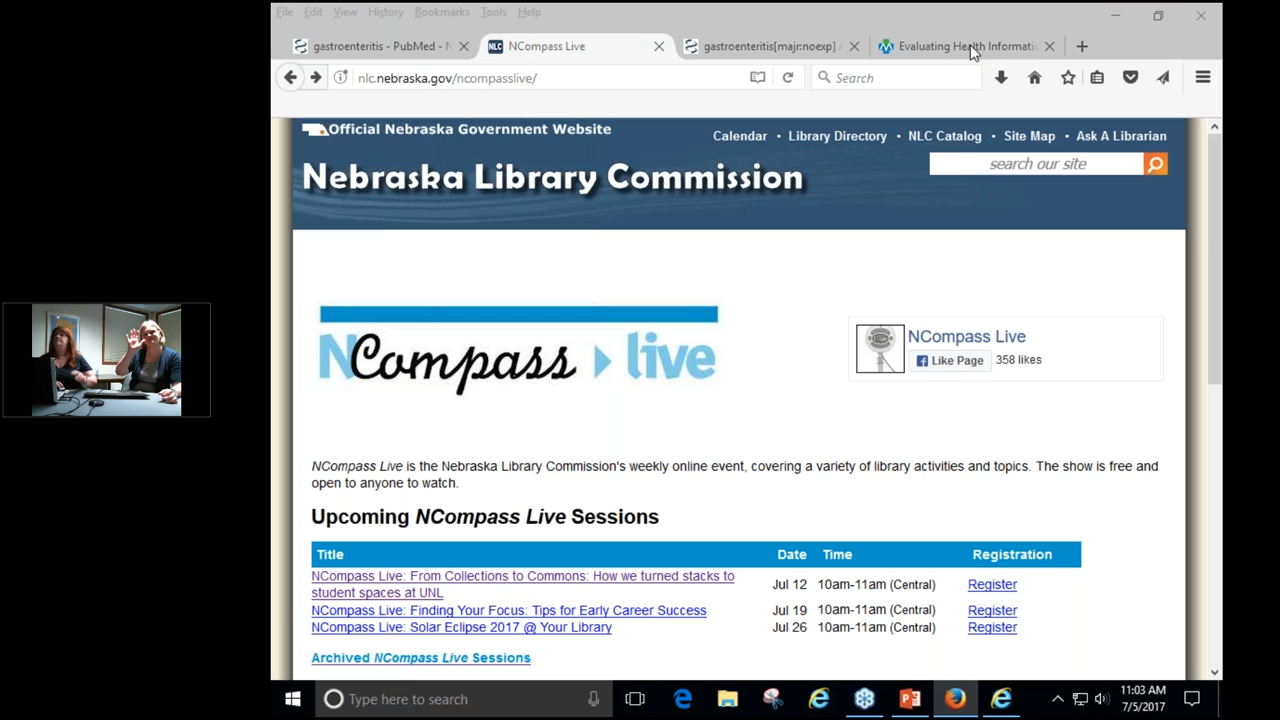 File Edit View History Bookmarks Tools Help
gastroenteritis - PubMed - N
NLC NCompass Live
gastroenteritis[majr:noexp] A
Evaluating Health Informati
nlc.nebraska.gov/ncompasslive/
Search
Official Nebraska Government Website
Calendar • Library Directory • NLC Catalog • Site Map • Ask A Librarian
Nebraska Library Commission
search our site
NCompass live
NCompass Live
Like Page 358 likes
NCompass Live is the Nebraska Library Commission's weekly online event, covering a variety of library activities and topics. The show is free and
open to anyone to watch.
Upcoming NCompass Live Sessions
Title Date Time Registration
NCompass Live: From Collections to Commons: How we turned stacks to
student spaces at UNL Jul 12 10am-11am (Central) Register
NCompass Live: Finding Your Focus: Tips for Early Career Success Jul 19 10am-11am (Central) Register
NCompass Live: Solar Eclipse 2017 @ Your Library Jul 26 10am-11am (Central) Register
Archived NCompass Live Sessions
Type here to search
11:03 AM
7/5/2017